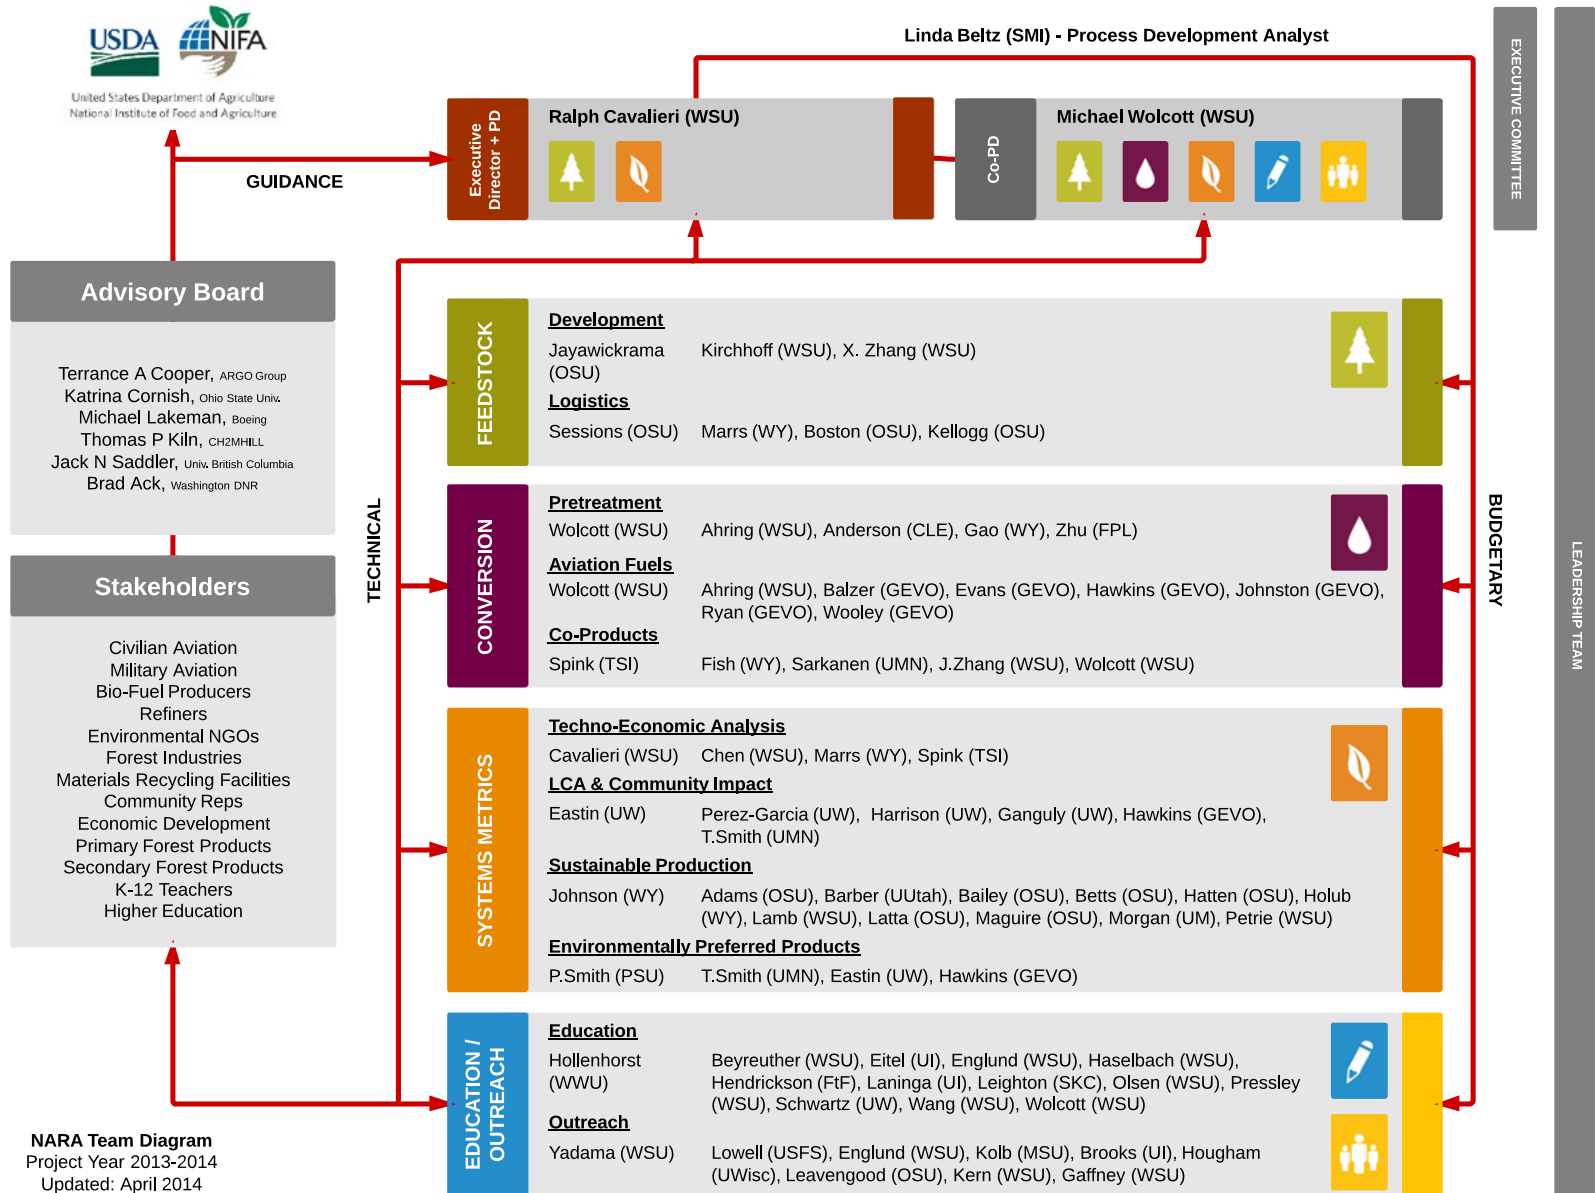 USDA NIFA
United States Department of Agriculture
National Institute of Food and Agriculture
Linda Beltz (SMI) - Process Development Analyst
EXECUTIVE COMMITTEE
LEADERSHIP TEAM
GUIDANCE
Executive
Director + PD
Ralph Cavalieri (WSU)
Co-PD
Michael Wolcott (WSU)
Advisory Board
Terrance A Cooper, ARGO Group
Katrina Cornish, Ohio State Univ.
Michael Lakeman, Boeing
Thomas P Kiln, CH2MHILL
Jack N Saddler, Univ. British Columbia
Brad Ack, Washington DNR
Stakeholders
Civilian Aviation
Military Aviation
Bio-Fuel Producers
Refiners
Environmental NGOs
Forest Industries
Materials Recycling Facilities
Community Reps
Economic Development
Primary Forest Products
Secondary Forest Products
K-12 Teachers
Higher Education
TECHNICAL
BUDGETARY
FEEDSTOCK
Development
Jayawickrama Kirchhoff (WSU), X. Zhang (WSU)
(OSU)
Logistics
Sessions (OSU) Marrs (WY), Boston (OSU), Kellogg (OSU)
CONVERSION
Pretreatment
Wolcott (WSU) Ahring (WSU), Anderson (CLE), Gao (WY), Zhu (FPL)
Aviation Fuels
Wolcott (WSU) Ahring (WSU), Balzer (GEVO), Evans (GEVO), Hawkins (GEVO), Johnston (GEVO),
Ryan (GEVO), Wooley (GEVO)
Co-Products
Spink (TSI) Fish (WY), Sarkanen (UMN), J.Zhang (WSU), Wolcott (WSU)
SYSTEMS METRICS
Techno-Economic Analysis
Cavalieri (WSU) Chen (WSU), Marrs (WY), Spink (TSI)
LCA & Community Impact
Eastin (UW) Perez-Garcia (UW), Harrison (UW), Ganguly (UW), Hawkins (GEVO),
T.Smith (UMN)
Sustainable Production
Johnson (WY) Adams (OSU), Barber (UUtah), Bailey (OSU), Betts (OSU), Hatten (OSU), Holub
(WY), Lamb (WSU), Latta (OSU), Maguire (OSU), Morgan (UM), Petrie (WSU)
Environmentally Preferred Products
P.Smith (PSU) T.Smith (UMN), Eastin (UW), Hawkins (GEVO)
EDUCATION /
OUTREACH
Education
Hollenhorst Beyreuther (WSU), Eitel (UI), Englund (WSU), Haselbach (WSU),
(WWU) Hendrickson (FtF), Laninga (UI), Leighton (SKC), Olsen (WSU), Pressley
(WSU), Schwartz (UW), Wang (WSU), Wolcott (WSU)
Outreach
Yadama (WSU) Lowell (USFS), Englund (WSU), Kolb (MSU), Brooks (UI), Hougham
(UWisc), Leavengood (OSU), Kern (WSU), Gaffney (WSU)
NARA Team Diagram
Project Year 2013-2014
Updated: April 2014